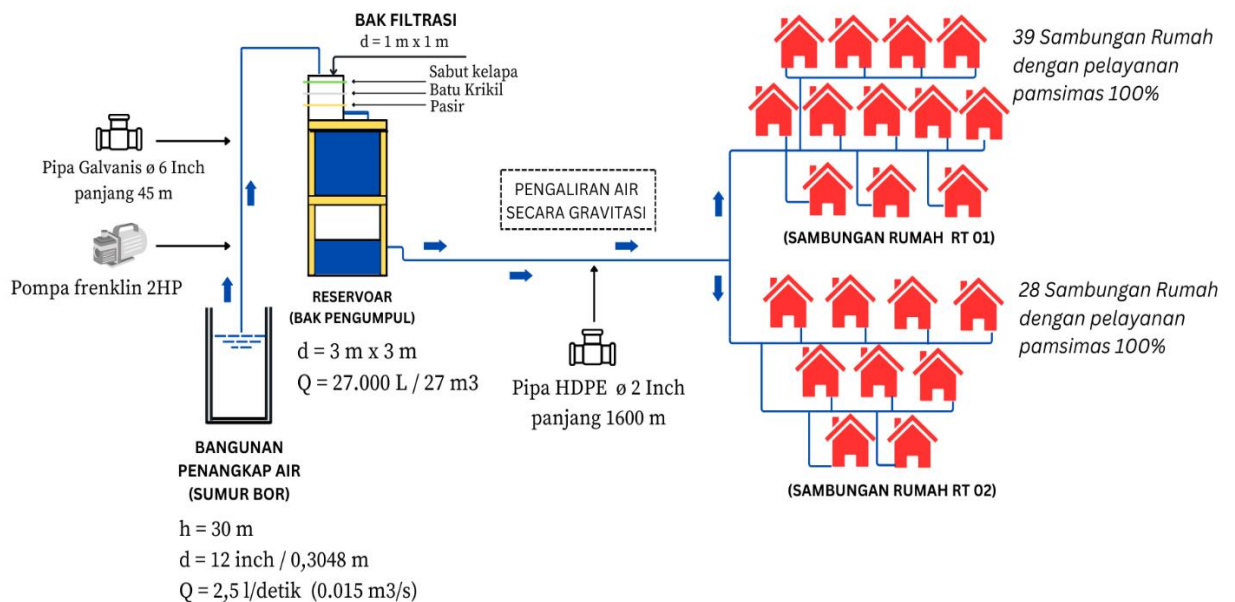 BAK FILTRASI
d = 1 m x 1 m
Sabut kelapa
Batu Krikil
Pasir
Pipa Galvanis ø 6 Inch
panjang 45 m
Pompa frenklin 2HP
BANGUNAN
PENANGKAP AIR
(SUMUR BOR)
h = 30 m
d = 12 inch / 0,3048 m
Q = 2,5 l/detik (0.015 m3/s)
RESERVOAR
(BAK PENGUMPUL)
d = 3 m x 3 m
Q = 27.000 L / 27 m3
PENGALIRAN AIR
SECARA GRAVITASI
Pipa HDPE ø 2 Inch
panjang 1600 m
39 Sambungan Rumah
dengan pelayanan
pamsimas 100%
(SAMBUNGAN RUMAH RT 01)
28 Sambungan Rumah
dengan pelayanan
pamsimas 100%
(SAMBUNGAN RUMAH RT 02)